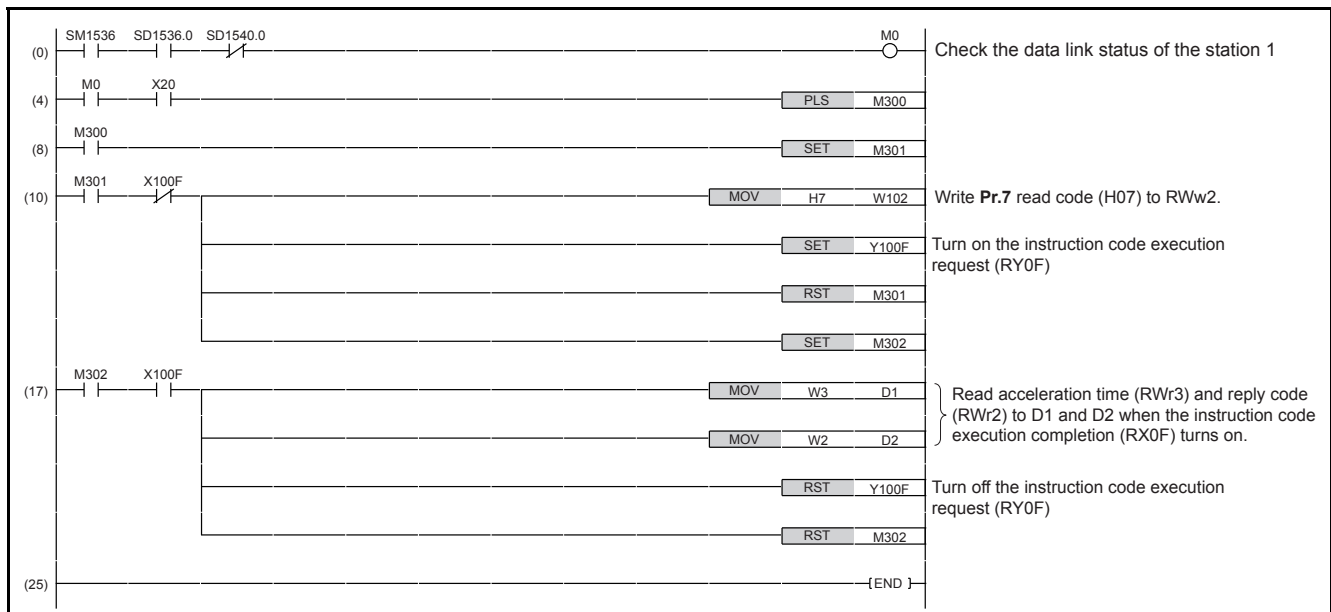 SM1536 SD1536.0 SD1540.0 M0
(0) Check the data link status of the station 1
M0 X20
(4) PLS M300
M300
(8) SET M301
M301 X100F
(10) MOV H7 W102 Write Pr.7 read code (H07) to RWw2.
SET Y100F Turn on the instruction code execution
request (RY0F)
RST M301
SET M302
M302 X100F
(17) MOV W3 D1 Read acceleration time (RWr3) and reply code
(RWr2) to D1 and D2 when the instruction code
MOV W2 D2 execution completion (RX0F) turns on.
RST Y100F Turn off the instruction code execution
request (RY0F)
RST M302
(25) END